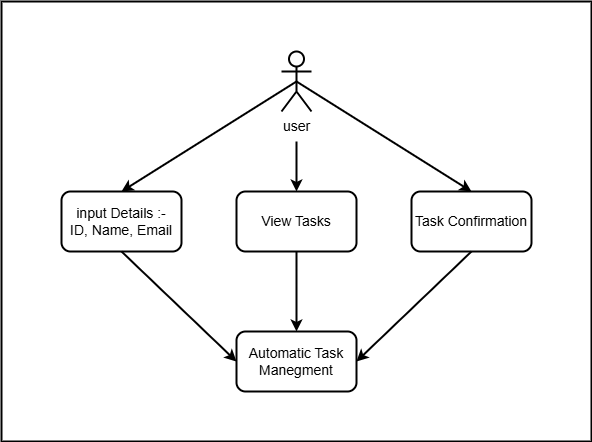 user
input Details :-
ID, Name, Email
View Tasks
Task Confirmation
Automatic Task
Manegment